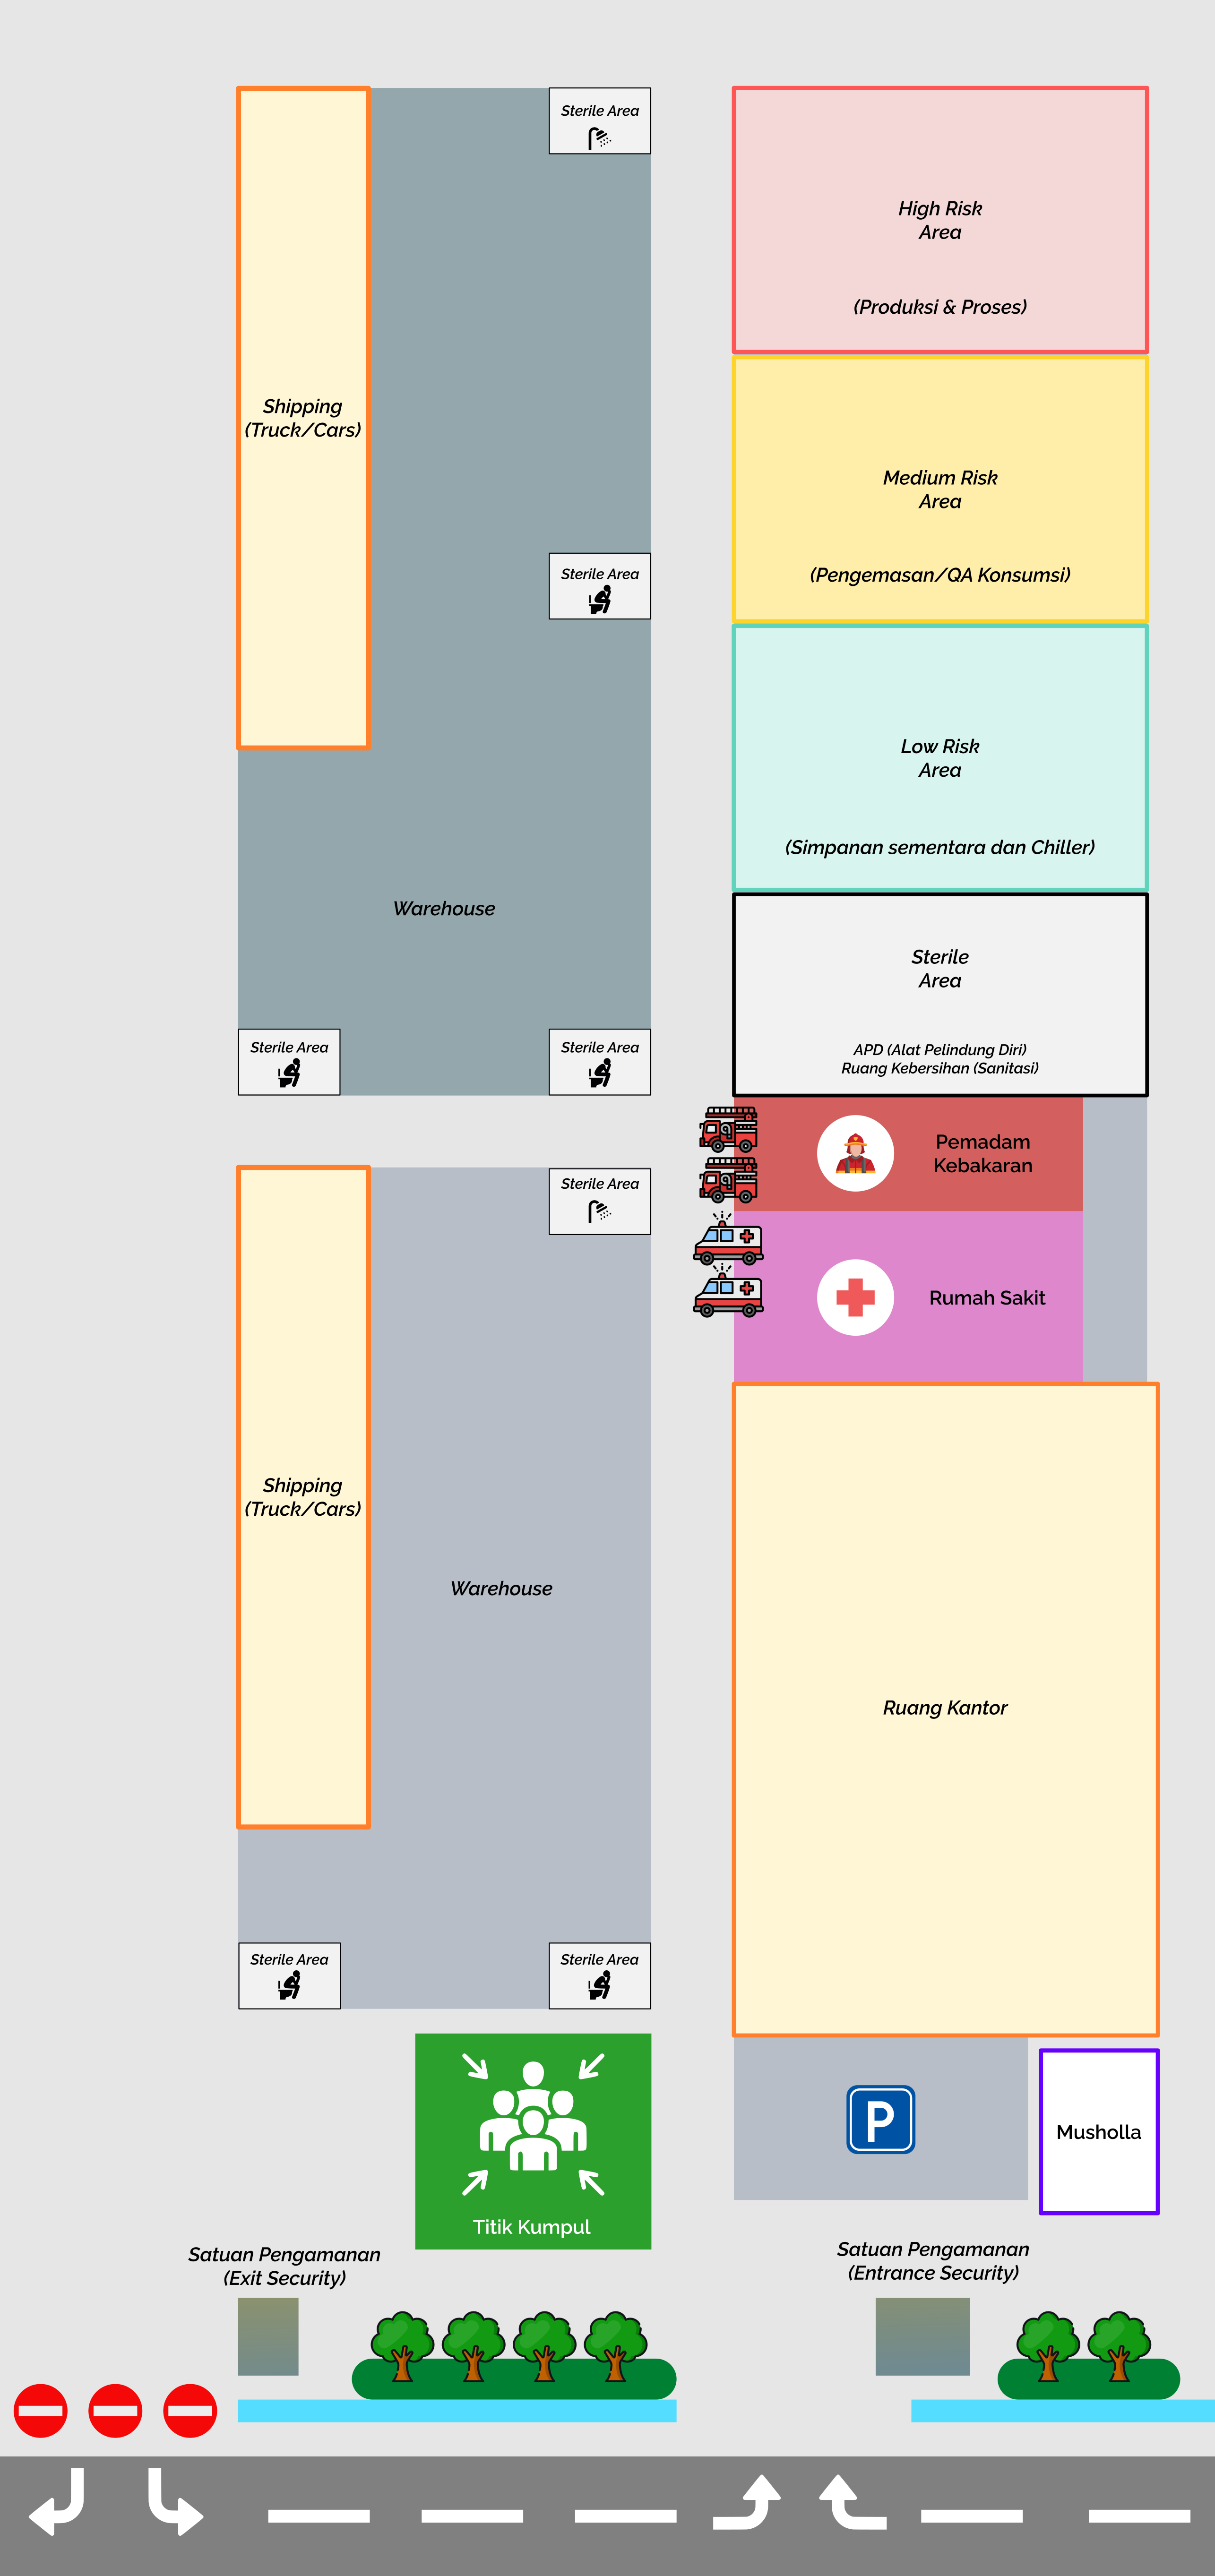 Sterile Area
High Risk
Area
(Produksi & Proses)
Shipping
(Truck/Cars)
Medium Risk
Area
(Pengemasan/QA Konsumsi)
Sterile Area
Low Risk
Area
(Simpanan sementara dan Chiller)
Warehouse
Sterile
Area
APD (Alat Pelindung Diri)
Ruang Kebersihan (Sanitasi)
Sterile Area
Sterile Area
Pemadam
Kebakaran
Sterile Area
Rumah Sakit
Shipping
(Truck/Cars)
Warehouse
Ruang Kantor
Sterile Area
Sterile Area
P
Musholla
Titik Kumpul
Satuan Pengamanan
(Exit Security)
Satuan Pengamanan
(Entrance Security)